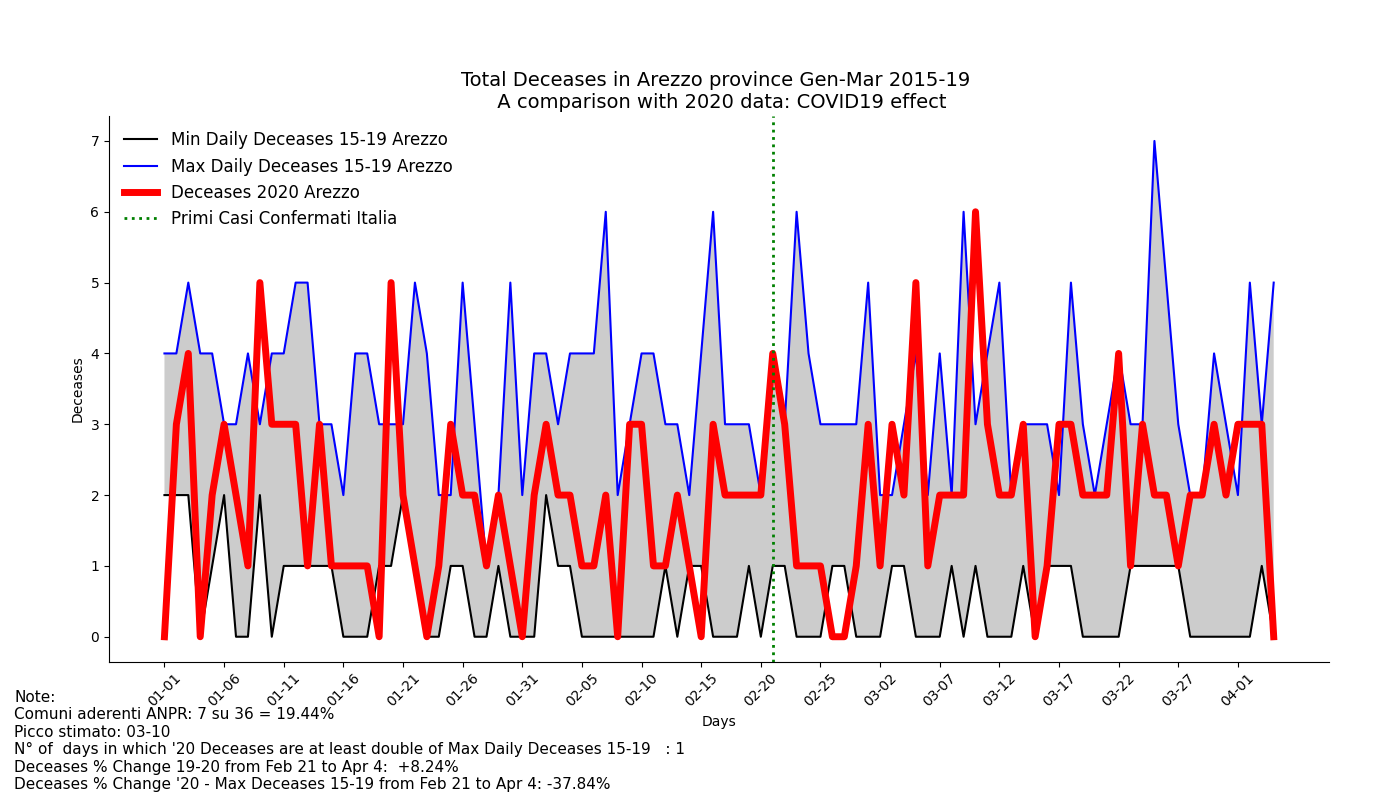 Total Deceases in Arezzo province Gen-Mar 2015-19
A comparison with 2020 data: COVID19 effect
Min Daily Deceases 15-19 Arezzo
Max Daily Deceases 15-19 Arezzo
Deceases 2020 Arezzo
Primi Casi Confermati Italia
Deceases
7
6
5
4
3
2
1
0
01-01 01-06 01-11 01-16 01-21 01-26 01-31 02-05 02-10 02-15 02-20 02-25 03-02 03-07 03-12 03-17 03-22 03-27 04-01
Days
Note:
Comuni aderenti ANPR: 7 su 36 = 19.44%
Picco stimato: 03-10
N° of  days in which '20 Deceases are at least double of Max Daily Deceases 15-19   : 1
Deceases % Change 19-20 from Feb 21 to Apr 4:  +8.24%
Deceases % Change '20 - Max Deceases 15-19 from Feb 21 to Apr 4: -37.84%